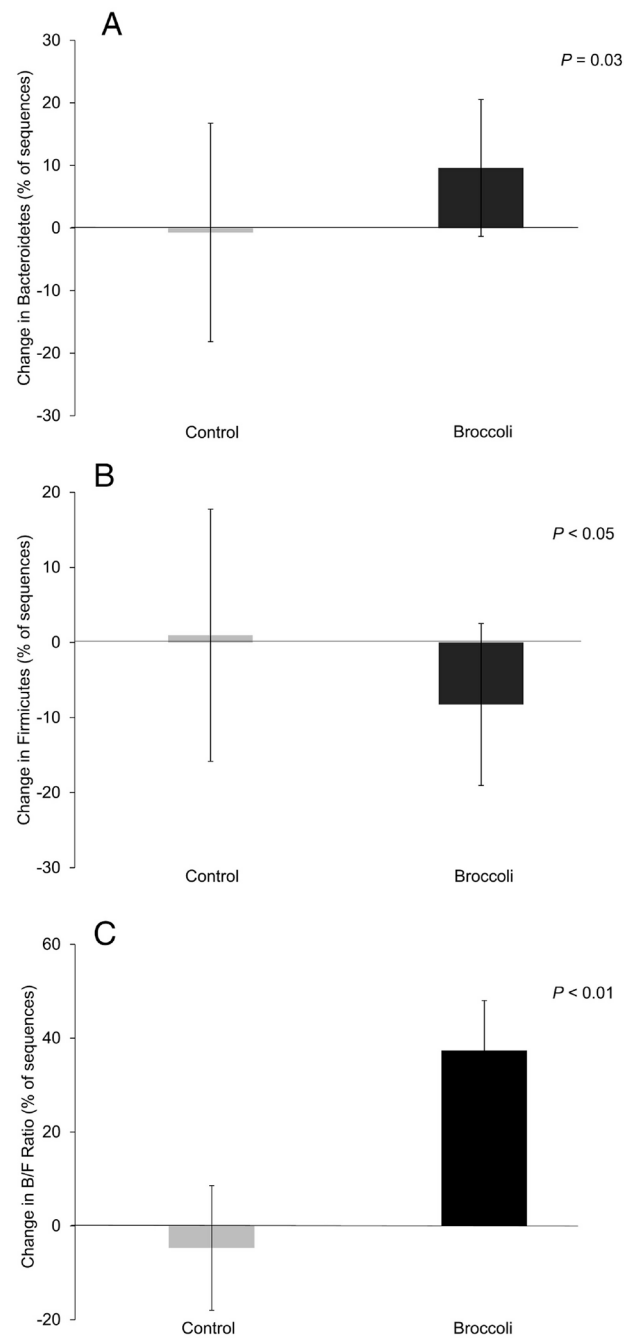 A
Change in Bacteroidetes (% of sequences)
30
20
10
0
-10
-20
-30
P = 0.03
Control
Broccoli
B
Change in Firmicutes (% of sequences)
20
10
0
-10
-20
-30
P < 0.05
Control
Broccoli
C
Change in B/F Ratio (% of sequences)
60
40
20
0
-20
P < 0.01
Control
Broccoli